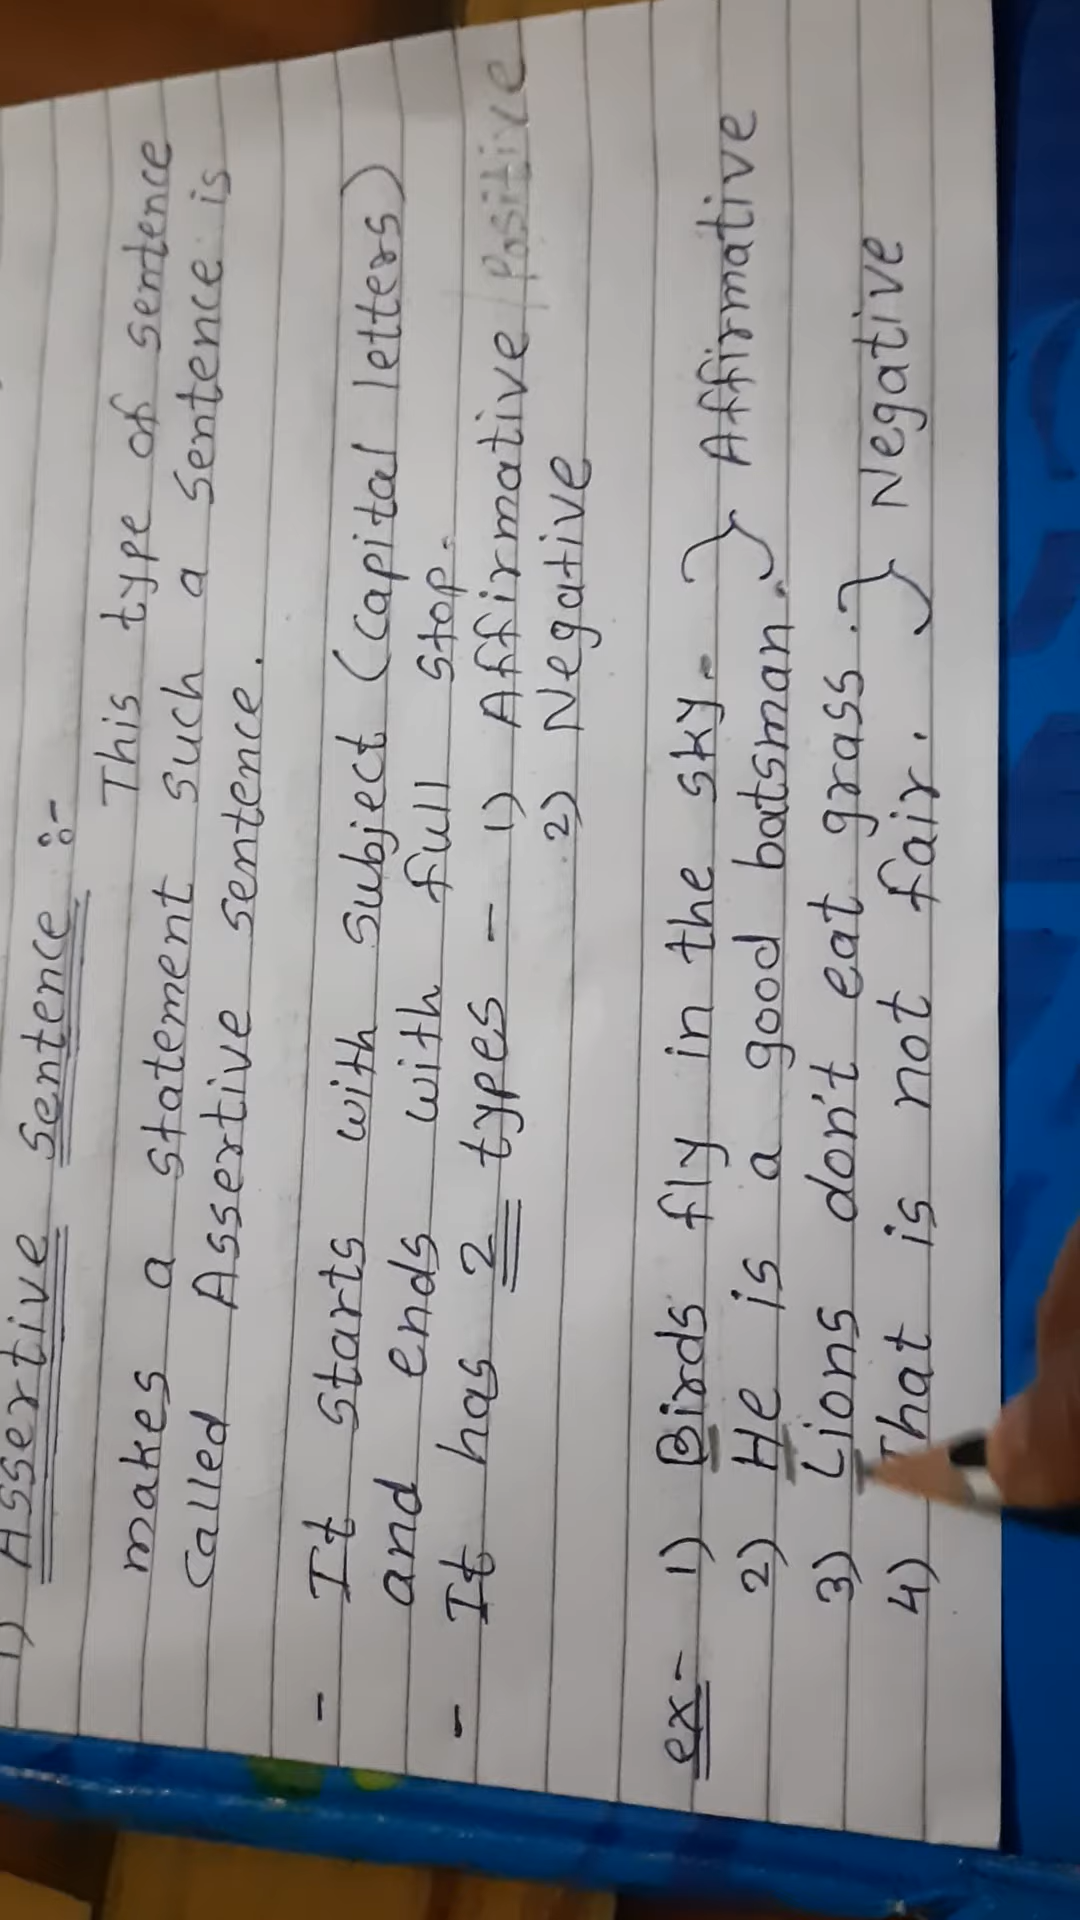 1) Assertive sentence :-
This type of sentence
makes a statement such a sentence is
called Assertive sentence.
- It starts with subject (capital letters)
and ends with full stop.
- It has 2 types - 1) Affirmative/Positive
2) Negative
ex- 1) Birds fly in the sky. } Affirmative
2) He is a good batsman.
3) Lions don't eat grass. } Negative
4) That is not fair.